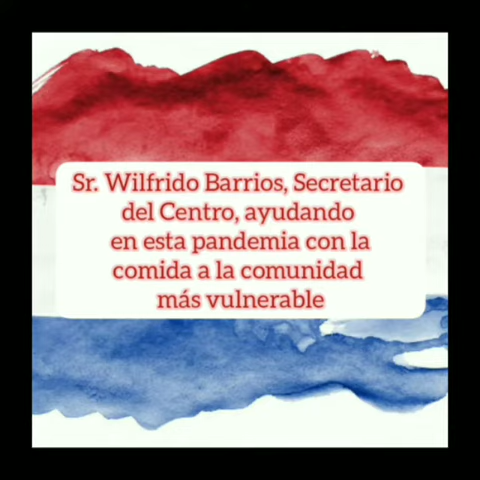 Sr. Wilfrido Barrios, Secretario
del Centro, ayudando
en esta pandemia con la
comida a la comunidad
más vulnerable